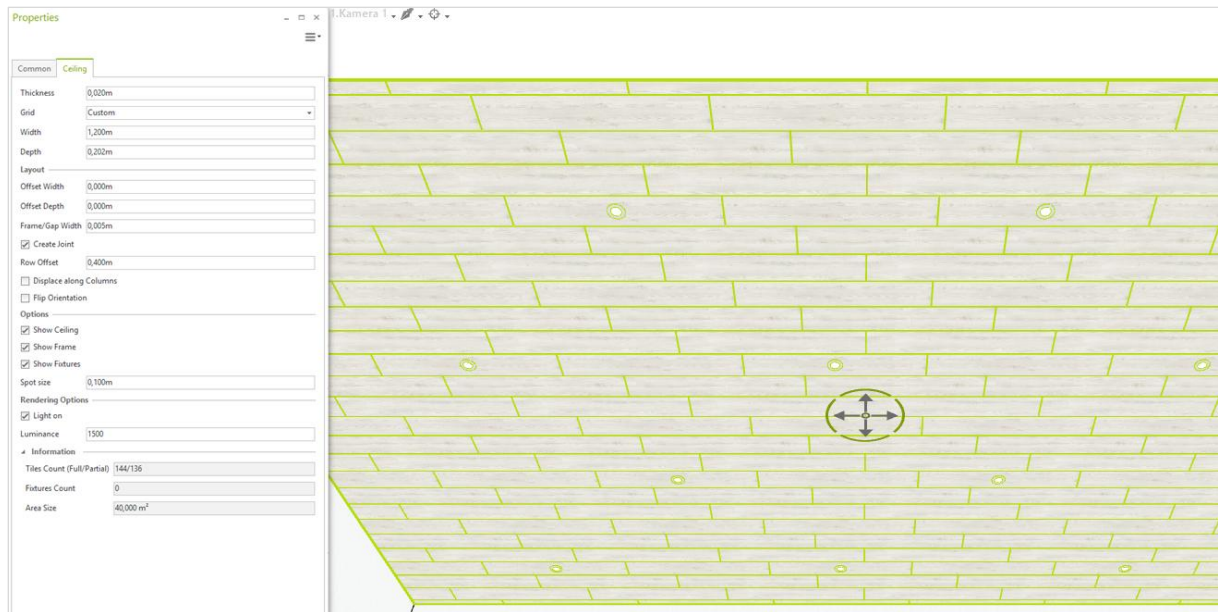 Properties
1.Kamera 1
Common Ceiling
Thickness 0,020m
Grid Custom
Width 1,200m
Depth 0,202m
Layout
Offset Width 0,000m
Offset Depth 0,000m
Frame/Gap Width 0,005m
Create Joint
Row Offset 0,400m
Displace along Columns
Flip Orientation
Options
Show Ceiling
Show Frame
Show Fixtures
Spot size 0,100m
Rendering Options
Light on
Luminance 1500
Information
Tiles Count (Full/Partial) 144/136
Fixtures Count 0
Area Size 40,000 m²